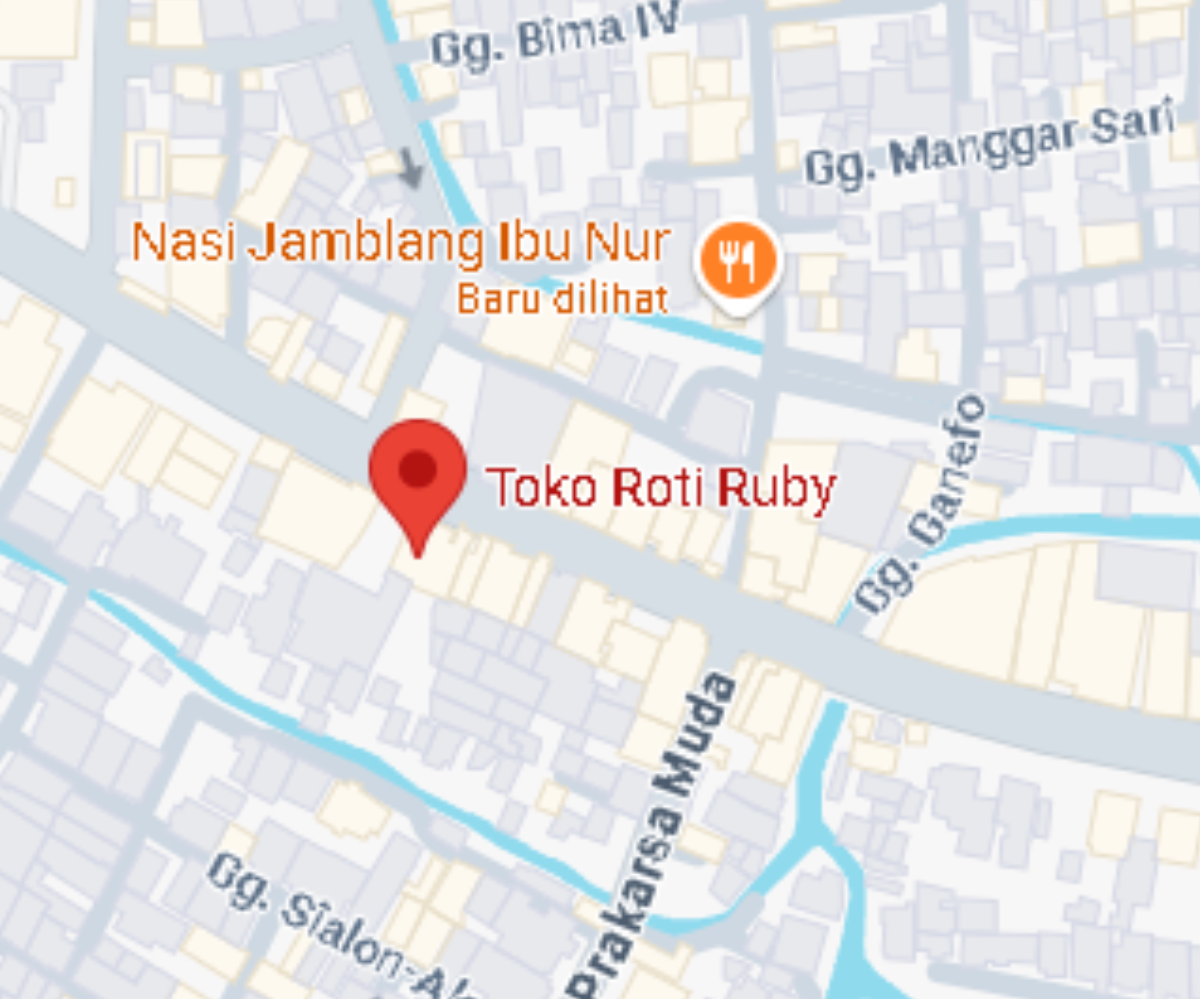 Gg. Bima IV
Gg. Manggar Sari
Nasi Jamblang Ibu Nur
Baru dilihat
Toko Roti Ruby
Gg. Ganefo
Prakarsa Muda
Gg. Sialon-